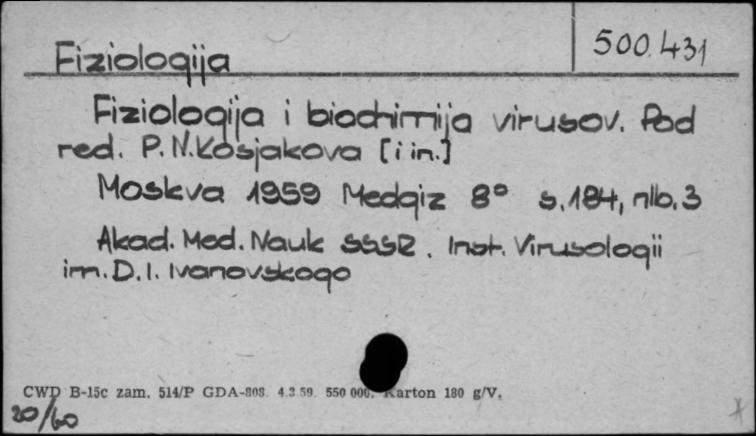 500.431
Fiziologija
Fiziologija i biochimija virusov. Pod
red. P.N.Kosjakova [i in.]
Moskva 1959 Medgiz 8° s.184, nlb.3
Akad. Med. Nauk SSSR. Inst. Virusologii
im. D.I. Ivanovskogo
CWD B-15c zam. 514/P GDA-808. 4.3.59. 550 000. Karton 180 g/V.
20/60